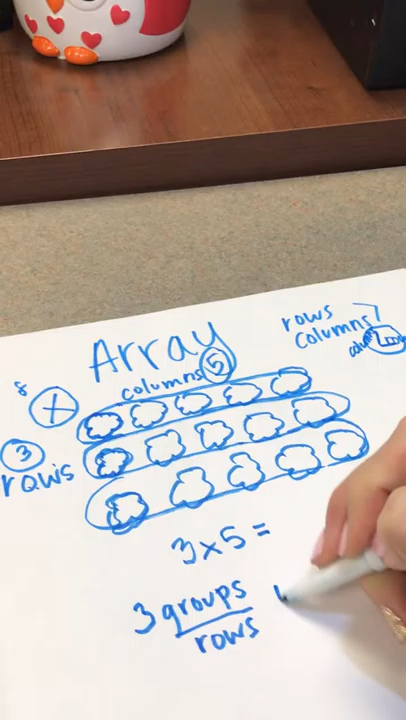 Array
rows
columns
columns 5
X
3
rows
3x5=
3 groups
rows